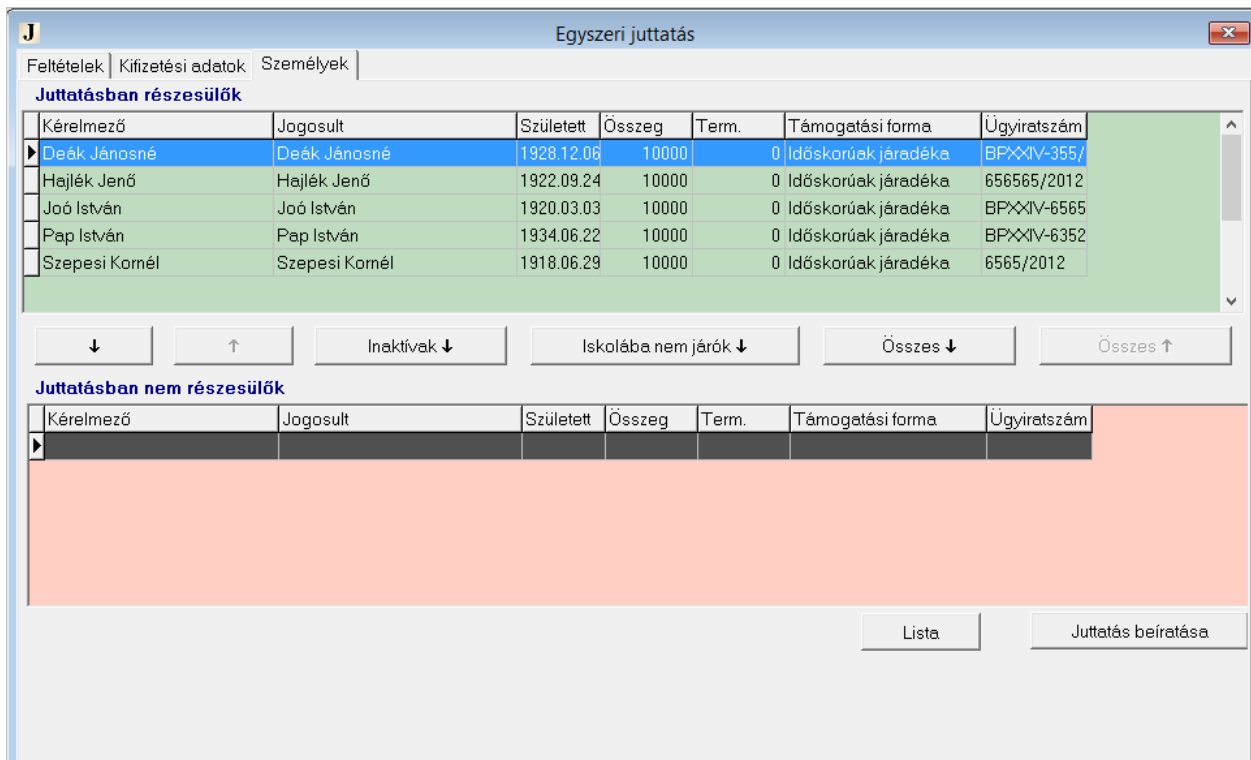 J Egyszeri juttatás
Feltételek Kifizetési adatok Személyek
Juttatásban részesülők
Kérelmező Jogosult Született Összeg Term. Támogatási forma Ügyiratszám
Deák Jánosné Deák Jánosné 1928.12.06 10000 0 Időskorúak járadéka BPXXIV-355/
Hajlék Jenő Hajlék Jenő 1922.09.24 10000 0 Időskorúak járadéka 656565/2012
Joó István Joó István 1920.03.03 10000 0 Időskorúak járadéka BPXXIV-6565
Pap István Pap István 1934.06.22 10000 0 Időskorúak járadéka BPXXIV-6352
Szepesi Kornél Szepesi Kornél 1918.06.29 10000 0 Időskorúak járadéka 6565/2012
↓ ↑ Inaktívak ↓ Iskolába nem járók ↓ Összes ↓ Összes ↑
Juttatásban nem részesülők
Kérelmező Jogosult Született Összeg Term. Támogatási forma Ügyiratszám
Lista Juttatás beíratása